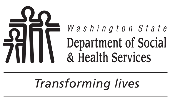 Washington State
Department of Social
& Health Services
Transforming lives